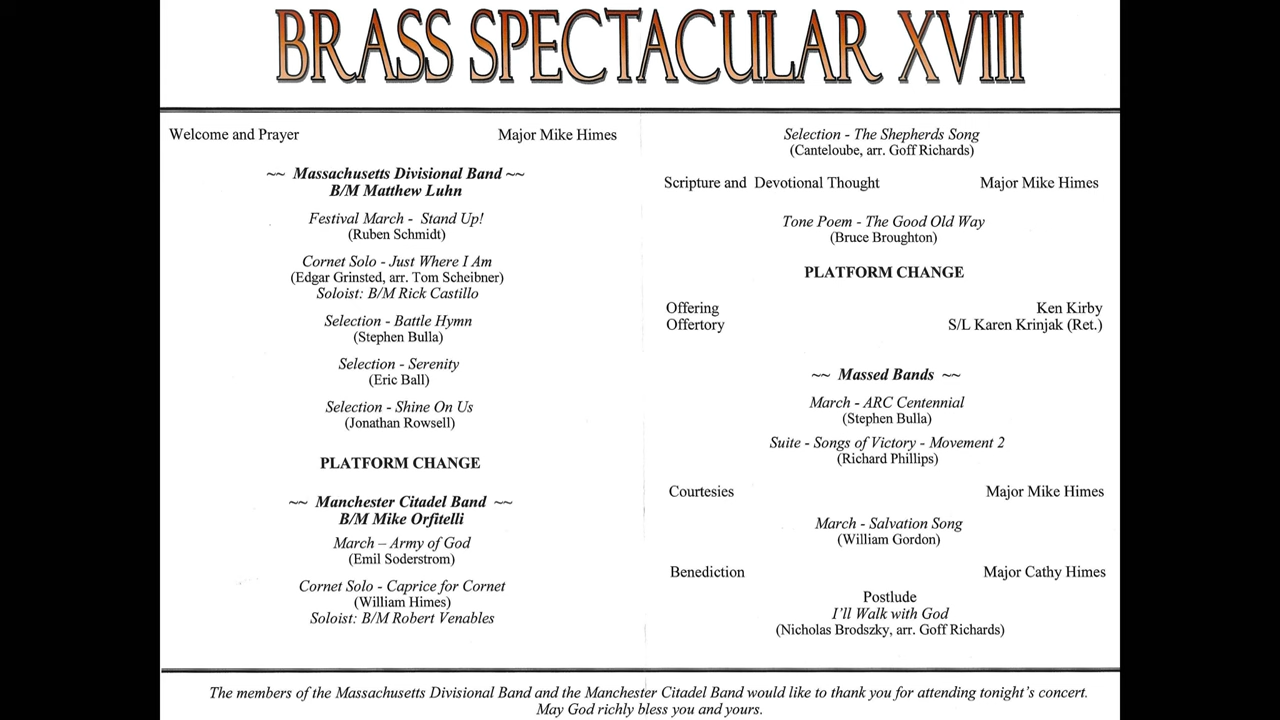 BRASS SPECTACULAR XVIII
Welcome and Prayer Major Mike Himes
~~ Massachusetts Divisional Band ~~
B/M Matthew Luhn
Festival March - Stand Up!
(Ruben Schmidt)
Cornet Solo - Just Where I Am
(Edgar Grinsted, arr. Tom Scheibner)
Soloist: B/M Rick Castillo
Selection - Battle Hymn
(Stephen Bulla)
Selection - Serenity
(Eric Ball)
Selection - Shine On Us
(Jonathan Rowsell)
PLATFORM CHANGE
~~ Manchester Citadel Band ~~
B/M Mike Orfitelli
March – Army of God
(Emil Soderstrom)
Cornet Solo - Caprice for Cornet
(William Himes)
Soloist: B/M Robert Venables
Selection - The Shepherds Song
(Canteloube, arr. Goff Richards)
Scripture and Devotional Thought Major Mike Himes
Tone Poem - The Good Old Way
(Bruce Broughton)
PLATFORM CHANGE
Offering Ken Kirby
Offertory S/L Karen Krinjak (Ret.)
~~ Massed Bands ~~
March - ARC Centennial
(Stephen Bulla)
Suite - Songs of Victory - Movement 2
(Richard Phillips)
Courtesies Major Mike Himes
March - Salvation Song
(William Gordon)
Benediction Major Cathy Himes
Postlude
I'll Walk with God
(Nicholas Brodszky, arr. Goff Richards)
The members of the Massachusetts Divisional Band and the Manchester Citadel Band would like to thank you for attending tonight's concert.
May God richly bless you and yours.